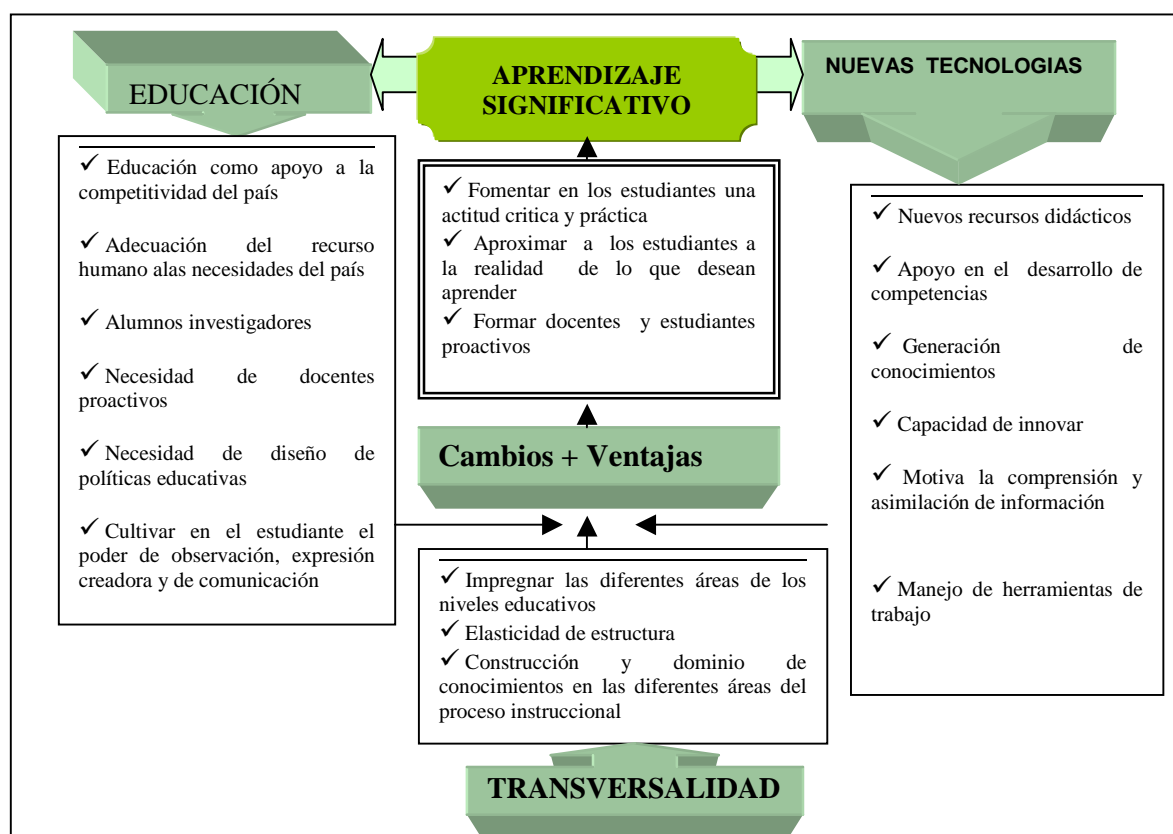 EDUCACIÓN
✓ Educación como apoyo a la
competitividad del país
✓ Adecuación del recurso
humano alas necesidades del país
✓ Alumnos investigadores
✓ Necesidad de docentes
proactivos
✓ Necesidad de diseño de
políticas educativas
✓ Cultivar en el estudiante el
poder de observación, expresión
creadora y de comunicación
APRENDIZAJE
SIGNIFICATIVO
✓ Fomentar en los estudiantes una
actitud critica y práctica
✓ Aproximar a los estudiantes a
la realidad de lo que desean
aprender
✓ Formar docentes y estudiantes
proactivos
Cambios + Ventajas
✓ Impregnar las diferentes áreas de los
niveles educativos
✓ Elasticidad de estructura
✓ Construcción y dominio de
conocimientos en las diferentes áreas del
proceso instruccional
TRANSVERSALIDAD
NUEVAS TECNOLOGIAS
✓ Nuevos recursos didácticos
✓ Apoyo en el desarrollo de
competencias
✓ Generación de
conocimientos
✓ Capacidad de innovar
✓ Motiva la comprensión y
asimilación de información
✓ Manejo de herramientas de
trabajo